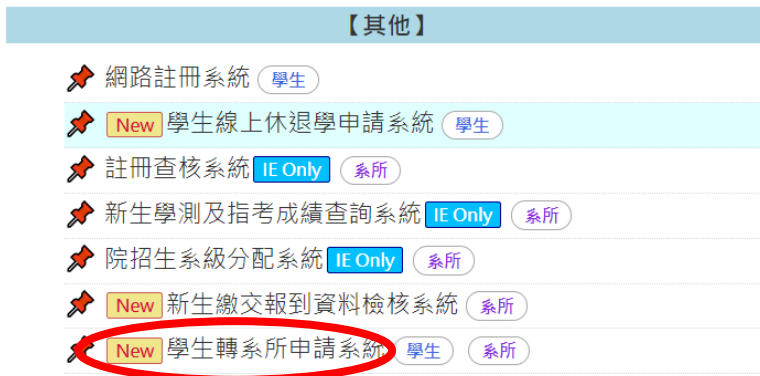 【其他】
網路註冊系統 學生
New 學生線上休退學申請系統 學生
註冊查核系統 IE Only 系所
新生學測及指考成績查詢系統 IE Only 系所
院招生系級分配系統 IE Only 系所
New 新生繳交報到資料檢核系統 系所
New 學生轉系所申請系統 學生 系所